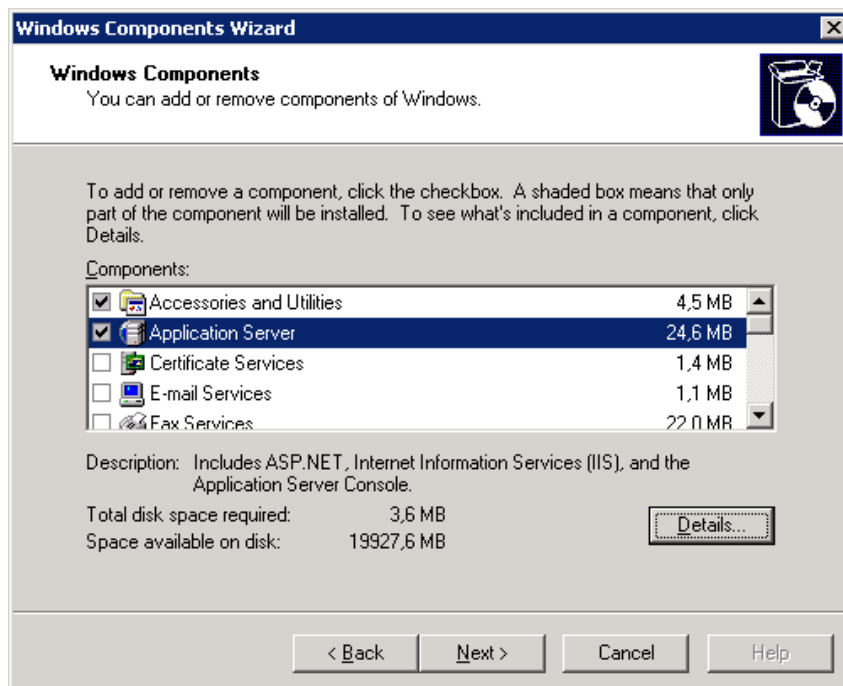 Windows Components Wizard
Windows Components
You can add or remove components of Windows.
To add or remove a component, click the checkbox. A shaded box means that only
part of the component will be installed. To see what's included in a component, click
Details.
Components:
Accessories and Utilities 4,5 MB
Application Server 24,6 MB
Certificate Services 1,4 MB
E-mail Services 1,1 MB
Fax Services 22,0 MB
Description: Includes ASP.NET, Internet Information Services (IIS), and the
Application Server Console.
Total disk space required: 3,6 MB
Space available on disk: 19927,6 MB
Details...
< Back Next > Cancel Help